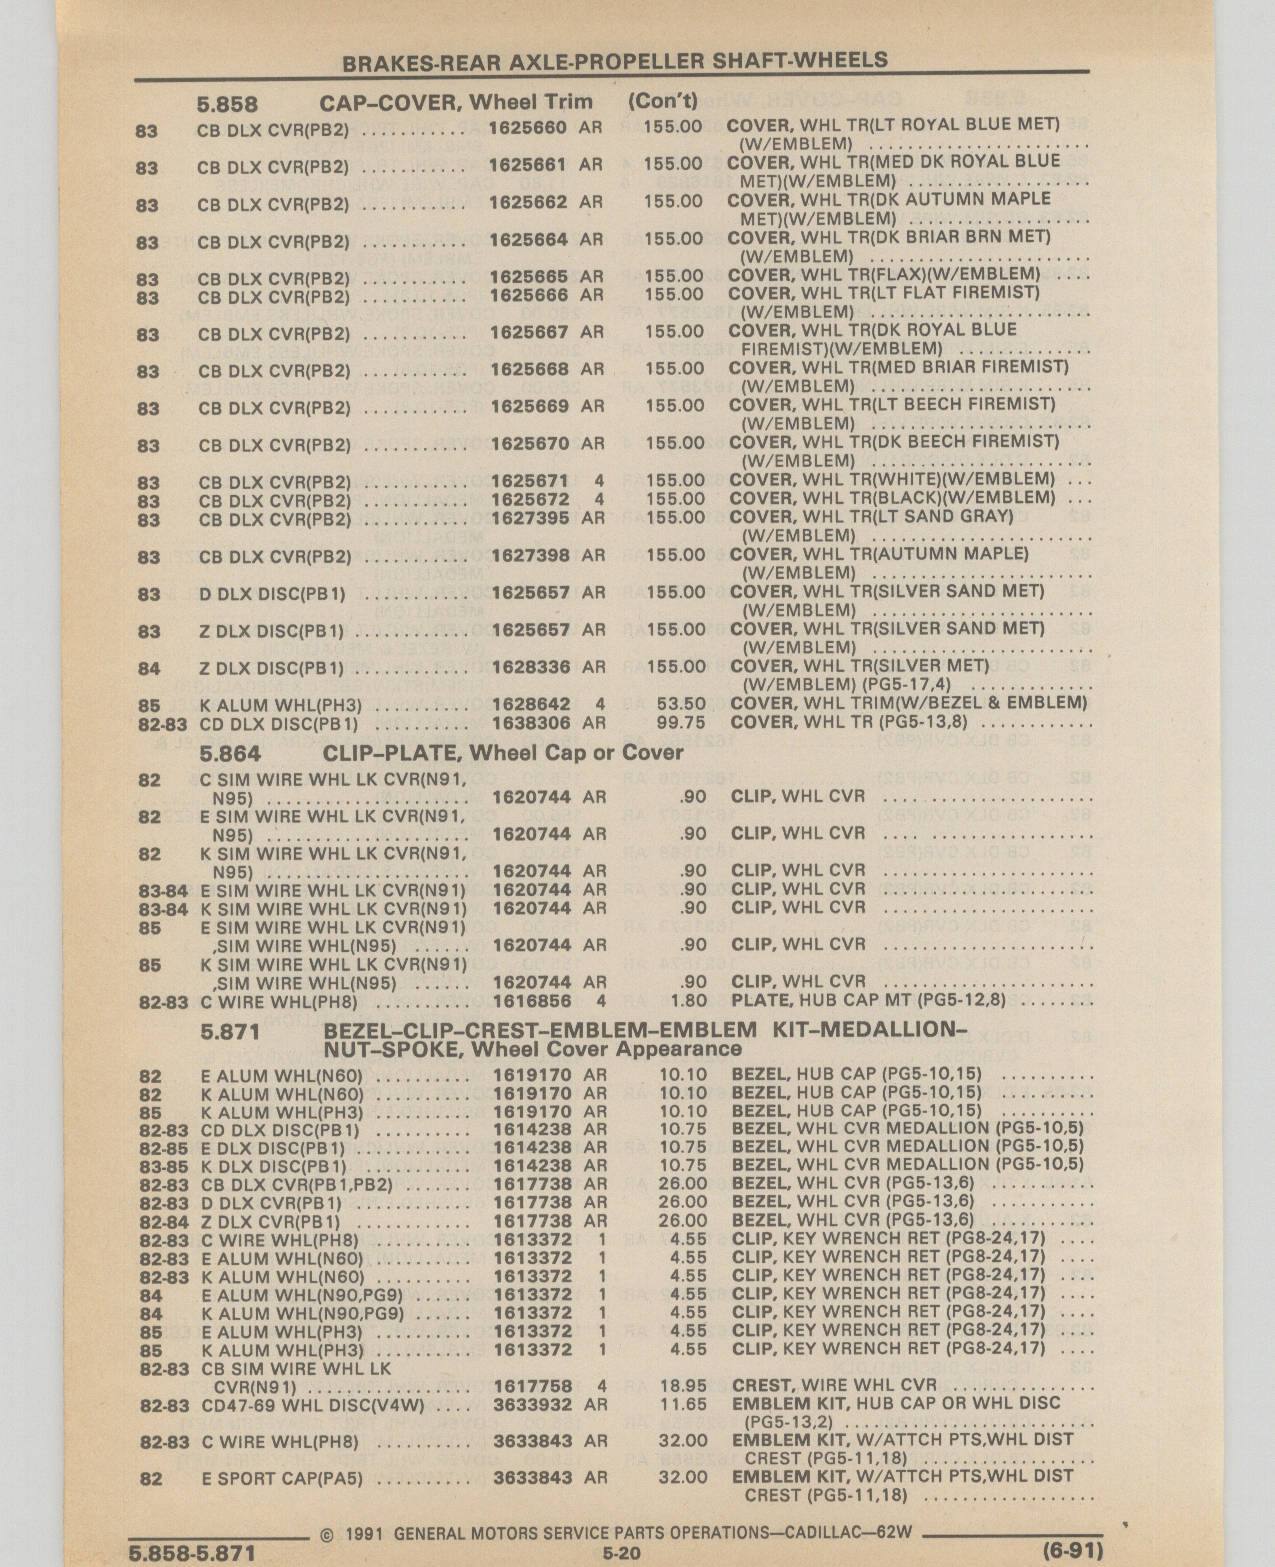 BRAKES-REAR AXLE-PROPELLER SHAFT-WHEELS
5.858 CAP–COVER, Wheel Trim (Con't)
83 CB DLX CVR(PB2) ........... 1625660 AR 155.00 COVER, WHL TR(LT ROYAL BLUE MET)
(W/EMBLEM) .......................
83 CB DLX CVR(PB2) ........... 1625661 AR 155.00 COVER, WHL TR(MED DK ROYAL BLUE
MET)(W/EMBLEM) ...................
83 CB DLX CVR(PB2) ........... 1625662 AR 155.00 COVER, WHL TR(DK AUTUMN MAPLE
MET)(W/EMBLEM) ...................
83 CB DLX CVR(PB2) ........... 1625664 AR 155.00 COVER, WHL TR(DK BRIAR BRN MET)
(W/EMBLEM) .......................
83 CB DLX CVR(PB2) ........... 1625665 AR 155.00 COVER, WHL TR(FLAX)(W/EMBLEM) ....
83 CB DLX CVR(PB2) ........... 1625666 AR 155.00 COVER, WHL TR(LT FLAT FIREMIST)
(W/EMBLEM) .......................
83 CB DLX CVR(PB2) ........... 1625667 AR 155.00 COVER, WHL TR(DK ROYAL BLUE
FIREMIST)(W/EMBLEM) ..............
83 CB DLX CVR(PB2) ........... 1625668 AR 155.00 COVER, WHL TR(MED BRIAR FIREMIST)
(W/EMBLEM) .......................
83 CB DLX CVR(PB2) ........... 1625669 AR 155.00 COVER, WHL TR(LT BEECH FIREMIST)
(W/EMBLEM) .......................
83 CB DLX CVR(PB2) ........... 1625670 AR 155.00 COVER, WHL TR(DK BEECH FIREMIST)
(W/EMBLEM) .......................
83 CB DLX CVR(PB2) ........... 1625671 4 155.00 COVER, WHL TR(WHITE)(W/EMBLEM) ...
83 CB DLX CVR(PB2) ........... 1625672 4 155.00 COVER, WHL TR(BLACK)(W/EMBLEM) ...
83 CB DLX CVR(PB2) ........... 1627395 AR 155.00 COVER, WHL TR(LT SAND GRAY)
(W/EMBLEM) .......................
83 CB DLX CVR(PB2) ........... 1627398 AR 155.00 COVER, WHL TR(AUTUMN MAPLE)
(W/EMBLEM) .......................
83 D DLX DISC(PB1) ............ 1625657 AR 155.00 COVER, WHL TR(SILVER SAND MET)
(W/EMBLEM) .......................
83 Z DLX DISC(PB1) ............ 1625657 AR 155.00 COVER, WHL TR(SILVER SAND MET)
(W/EMBLEM) .......................
84 Z DLX DISC(PB1) ............ 1628336 AR 155.00 COVER, WHL TR(SILVER MET)
(W/EMBLEM) (PG5-17,4) .............
85 K ALUM WHL(PH3) .......... 1628642 4 53.50 COVER, WHL TRIM(W/BEZEL & EMBLEM)
82-83 CD DLX DISC(PB1) .......... 1638306 AR 99.75 COVER, WHL TR (PG5-13,8) ............
5.864 CLIP–PLATE, Wheel Cap or Cover
82 C SIM WIRE WHL LK CVR(N91,
N95) ..................... 1620744 AR .90 CLIP, WHL CVR ......................
82 E SIM WIRE WHL LK CVR(N91,
N95) ..................... 1620744 AR .90 CLIP, WHL CVR ......................
82 K SIM WIRE WHL LK CVR(N91,
N95) ..................... 1620744 AR .90 CLIP, WHL CVR ......................
83-84 E SIM WIRE WHL LK CVR(N91) 1620744 AR .90 CLIP, WHL CVR ......................
83-84 K SIM WIRE WHL LK CVR(N91) 1620744 AR .90 CLIP, WHL CVR ......................
85 E SIM WIRE WHL LK CVR(N91)
,SIM WIRE WHL(N95) ...... 1620744 AR .90 CLIP, WHL CVR ......................
85 K SIM WIRE WHL LK CVR(N91)
,SIM WIRE WHL(N95) ...... 1620744 AR .90 CLIP, WHL CVR ......................
82-83 C WIRE WHL(PH8) .......... 1616856 4 1.80 PLATE, HUB CAP MT (PG5-12,8) ........
5.871 BEZEL–CLIP–CREST–EMBLEM–EMBLEM KIT–MEDALLION–
NUT–SPOKE, Wheel Cover Appearance
82 E ALUM WHL(N60) .......... 1619170 AR 10.10 BEZEL, HUB CAP (PG5-10,15) ..........
82 K ALUM WHL(N60) .......... 1619170 AR 10.10 BEZEL, HUB CAP (PG5-10,15) ..........
85 K ALUM WHL(PH3) .......... 1619170 AR 10.10 BEZEL, HUB CAP (PG5-10,15) ..........
82-83 CD DLX DISC(PB1) .......... 1614238 AR 10.75 BEZEL, WHL CVR MEDALLION (PG5-10,5)
82-85 E DLX DISC(PB1) ............ 1614238 AR 10.75 BEZEL, WHL CVR MEDALLION (PG5-10,5)
83-85 K DLX DISC(PB1) ........... 1614238 AR 10.75 BEZEL, WHL CVR MEDALLION (PG5-10,5)
82-83 CB DLX CVR(PB1,PB2) ....... 1617738 AR 26.00 BEZEL, WHL CVR (PG5-13,6) ...........
82-83 D DLX CVR(PB1) ............ 1617738 AR 26.00 BEZEL, WHL CVR (PG5-13,6) ...........
82-84 Z DLX CVR(PB1) ............ 1617738 AR 26.00 BEZEL, WHL CVR (PG5-13,6) ...........
82-83 C WIRE WHL(PH8) .......... 1613372 1 4.55 CLIP, KEY WRENCH RET (PG8-24,17) ....
82-83 E ALUM WHL(N60) .......... 1613372 1 4.55 CLIP, KEY WRENCH RET (PG8-24,17) ....
82-83 K ALUM WHL(N60) .......... 1613372 1 4.55 CLIP, KEY WRENCH RET (PG8-24,17) ....
84 E ALUM WHL(N90,PG9) ...... 1613372 1 4.55 CLIP, KEY WRENCH RET (PG8-24,17) ....
84 K ALUM WHL(N90,PG9) ...... 1613372 1 4.55 CLIP, KEY WRENCH RET (PG8-24,17) ....
85 E ALUM WHL(PH3) .......... 1613372 1 4.55 CLIP, KEY WRENCH RET (PG8-24,17) ....
85 K ALUM WHL(PH3) .......... 1613372 1 4.55 CLIP, KEY WRENCH RET (PG8-24,17) ....
82-83 CB SIM WIRE WHL LK
CVR(N91) ................. 1617758 4 18.95 CREST, WIRE WHL CVR ...............
82-83 CD47-69 WHL DISC(V4W) .... 3633932 AR 11.65 EMBLEM KIT, HUB CAP OR WHL DISC
(PG5-13,2) ..........................
82-83 C WIRE WHL(PH8) .......... 3633843 AR 32.00 EMBLEM KIT, W/ATTCH PTS,WHL DIST
CREST (PG5-11,18) ..................
82 E SPORT CAP(PA5) .......... 3633843 AR 32.00 EMBLEM KIT, W/ATTCH PTS,WHL DIST
CREST (PG5-11,18) ..................
© 1991 GENERAL MOTORS SERVICE PARTS OPERATIONS—CADILLAC—62W
5.858-5.871 5-20 (6-91)